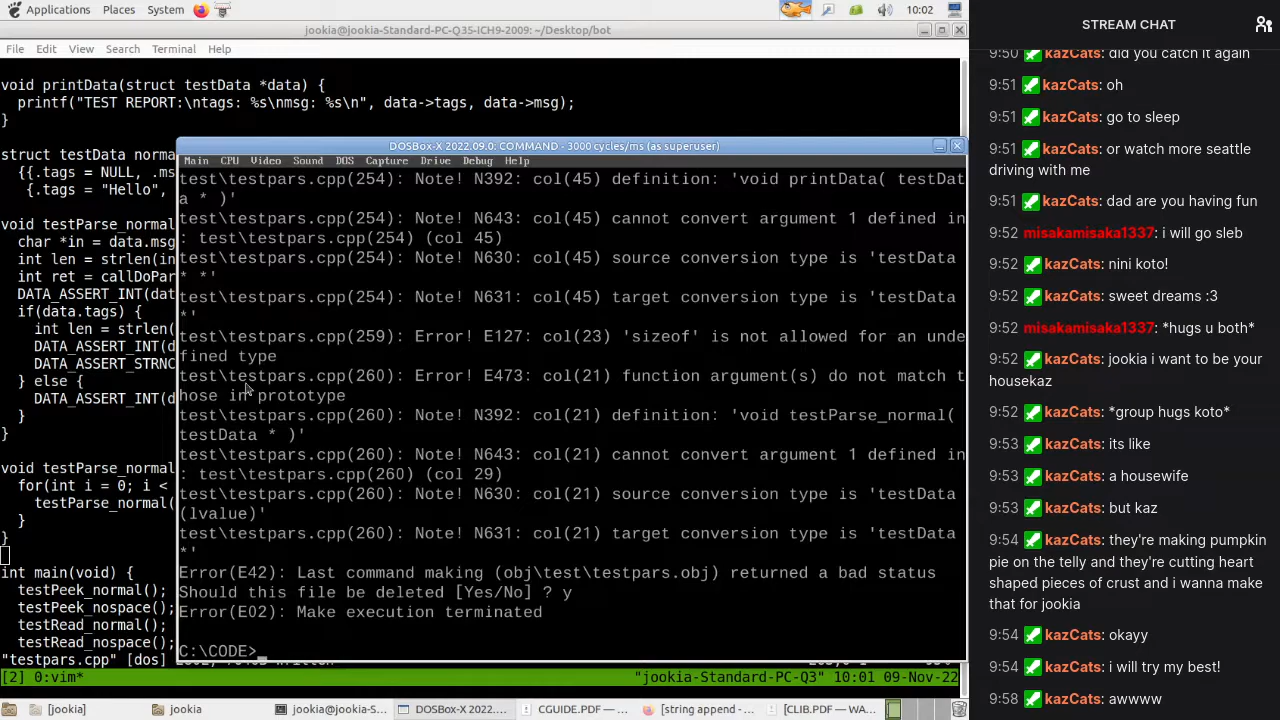 Applications Places System 10:02
jookia@jookia-Standard-PC-Q35-ICH9-2009: ~/Desktop/bot
File Edit View Search Terminal Help
void printData(struct testData *data) {
printf("TEST REPORT:\ntags: %s\nmsg: %s\n", data->tags, data->msg);
}
struct testData norma
{{.tags = NULL, .ms
{.tags = "Hello",
void testParse_normal
char *in = data.msg
int len = strlen(in
int ret = callDoPar
DATA_ASSERT_INT(dat
if(data.tags) {
int len = strlen(
DATA_ASSERT_INT(d
DATA_ASSERT_STRNC
} else {
DATA_ASSERT_INT(d
}
}
void testParse_normal
for(int i = 0; i <
testParse_normal(
}
}
int main(void) {
testPeek_normal();
testPeek_nospace();
testRead_normal();
testRead_nospace();
"testpars.cpp" [dos]
[2] 0:vim* "jookia-Standard-PC-Q3" 10:01 09-Nov-22
DOSBox-X 2022.09.0: COMMAND - 3000 cycles/ms (as superuser)
Main CPU Video Sound DOS Capture Drive Debug Help
test\testpars.cpp(254): Note! N392: col(45) definition: 'void printData( testDat
a * )'
test\testpars.cpp(254): Note! N643: col(45) cannot convert argument 1 defined in
: test\testpars.cpp(254) (col 45)
test\testpars.cpp(254): Note! N630: col(45) source conversion type is 'testData
* *'
test\testpars.cpp(254): Note! N631: col(45) target conversion type is 'testData
*'
test\testpars.cpp(259): Error! E127: col(23) 'sizeof' is not allowed for an unde
fined type
test\testpars.cpp(260): Error! E473: col(21) function argument(s) do not match t
hose in prototype
test\testpars.cpp(260): Note! N392: col(21) definition: 'void testParse_normal(
testData * )'
test\testpars.cpp(260): Note! N643: col(21) cannot convert argument 1 defined in
: test\testpars.cpp(260) (col 29)
test\testpars.cpp(260): Note! N630: col(21) source conversion type is 'testData
(lvalue)'
test\testpars.cpp(260): Note! N631: col(21) target conversion type is 'testData
*'
Error(E42): Last command making (obj\test\testpars.obj) returned a bad status
Should this file be deleted [Yes/No] ? y
Error(E02): Make execution terminated
C:\CODE>_
[jookia] jookia jookia@jookia-S... DOSBox-X 2022.... CGUIDE.PDF — ... [string append - ... [CLIB.PDF — WA...
STREAM CHAT
9:50 kazCats: did you catch it again
9:51 kazCats: oh
9:51 kazCats: go to sleep
9:51 kazCats: or watch more seattle
driving with me
9:51 kazCats: dad are you having fun
9:52 misakamisaka1337: i will go sleb
9:52 kazCats: nini koto!
9:52 kazCats: sweet dreams :3
9:52 misakamisaka1337: *hugs u both*
9:52 kazCats: jookia i want to be your
housekaz
9:52 kazCats: *group hugs koto*
9:53 kazCats: its like
9:53 kazCats: a housewife
9:53 kazCats: but kaz
9:54 kazCats: they're making pumpkin
pie on the telly and they're cutting heart
shaped pieces of crust and i wanna make
that for jookia
9:54 kazCats: okayy
9:54 kazCats: i will try my best!
9:58 kazCats: awwww